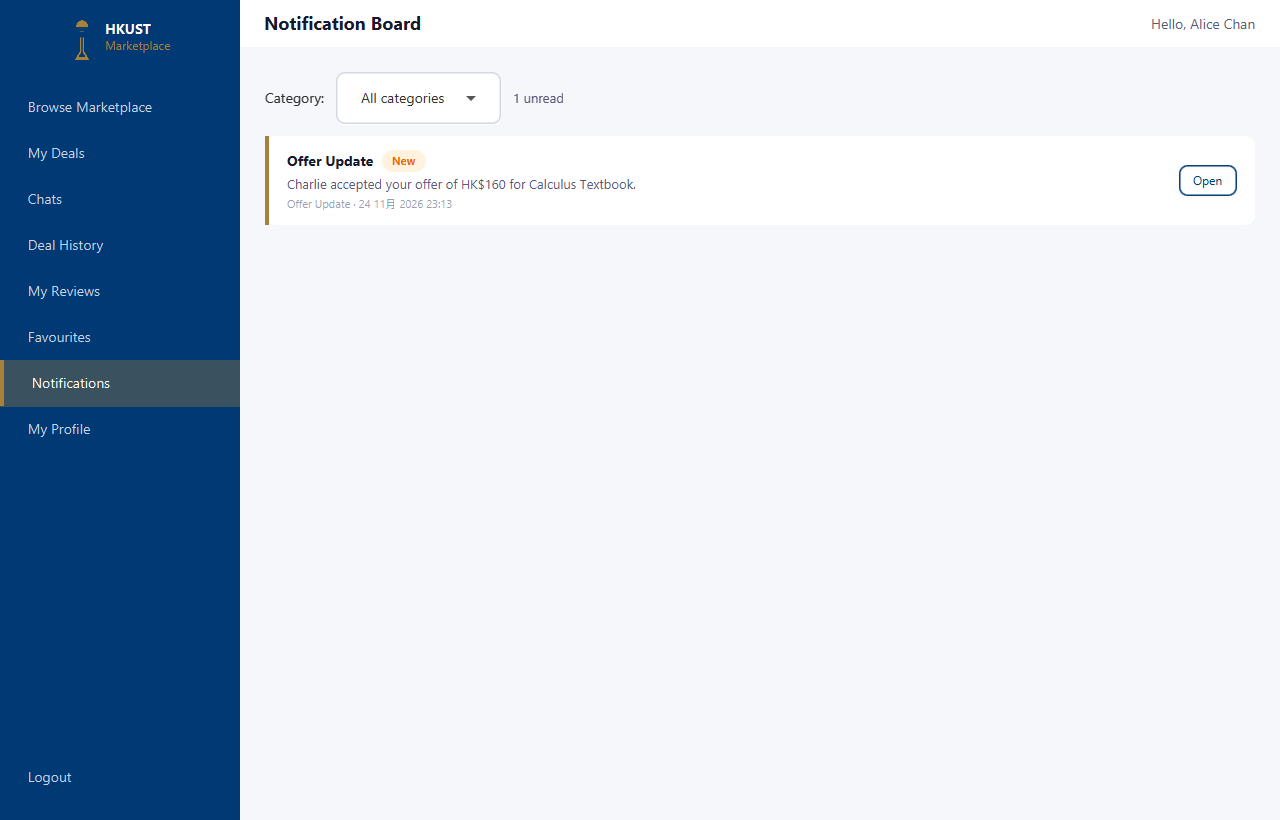 HKUST
Marketplace
Browse Marketplace
My Deals
Chats
Deal History
My Reviews
Favourites
Notifications
My Profile
Logout
Notification Board
Hello, Alice Chan
Category:
All categories
1 unread
Offer Update
New
Charlie accepted your offer of HK$160 for Calculus Textbook.
Offer Update · 24 11月 2026 23:13
Open